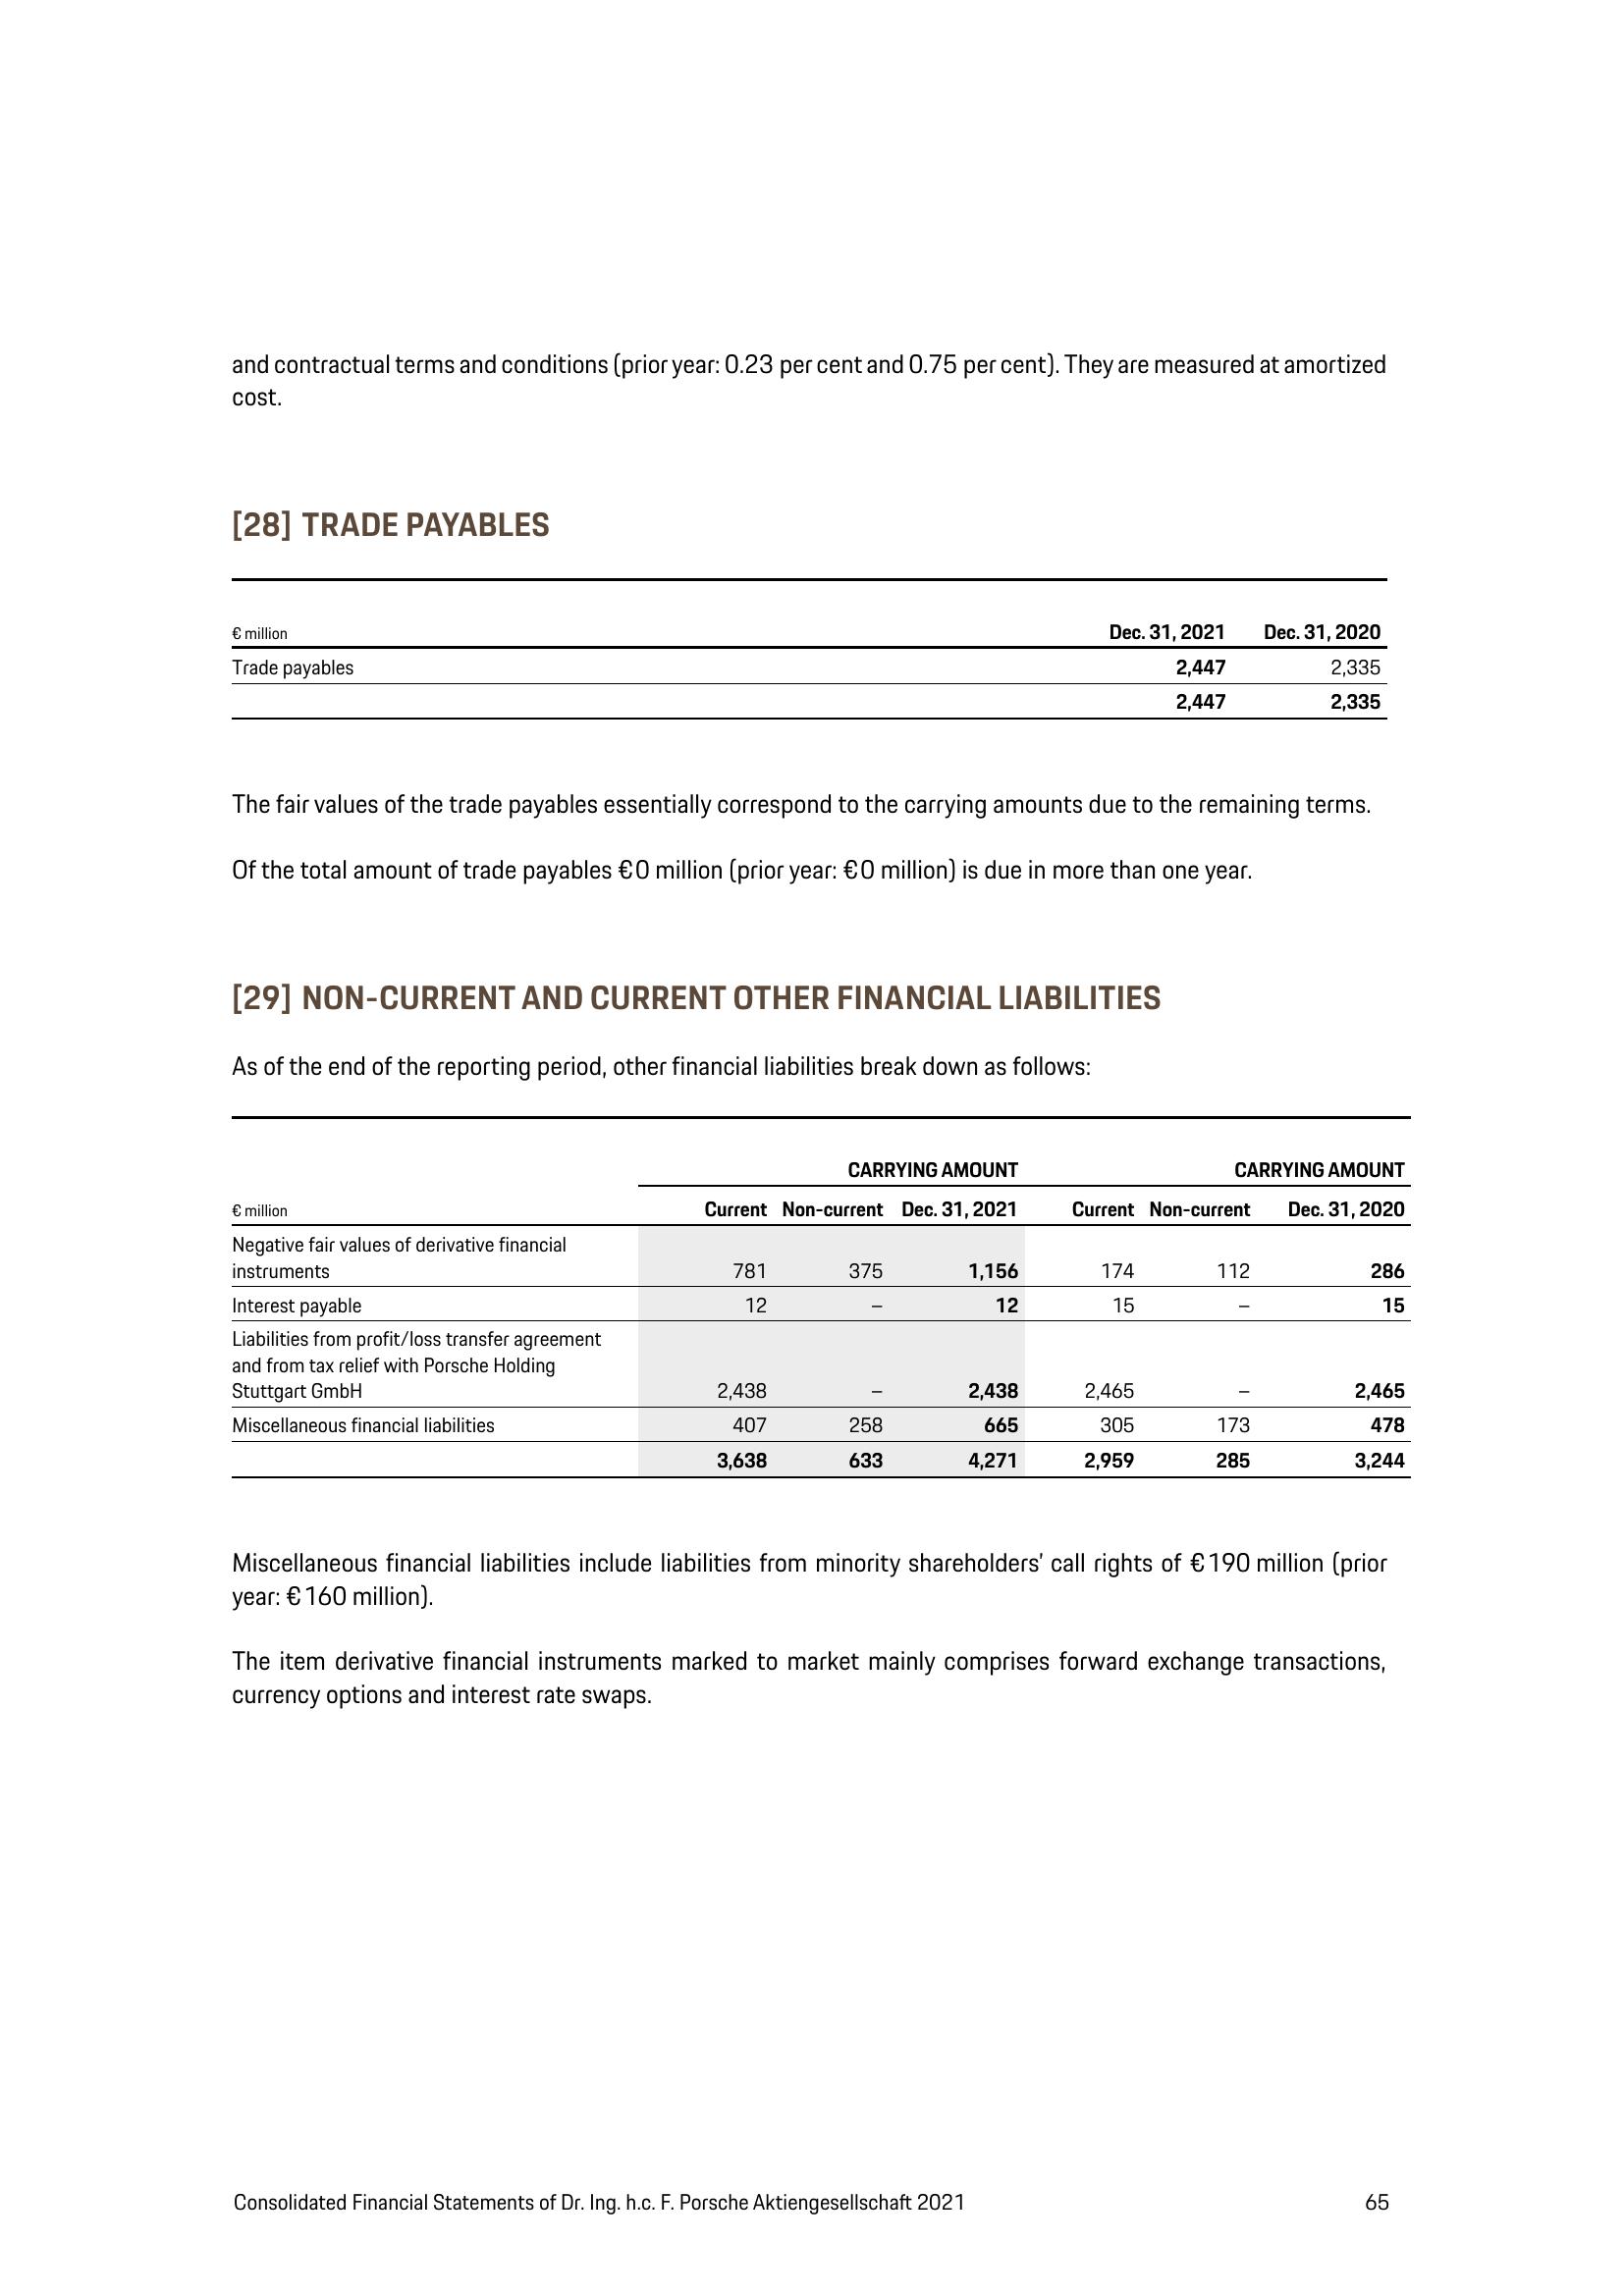 and contractual terms and conditions (prior year: 0.23 per cent and 0.75 per cent). They are measured at amortized
cost.
[28] TRADE PAYABLES
€ million Dec. 31, 2021 Dec. 31, 2020
Trade payables 2,447 2,335
2,447 2,335
The fair values of the trade payables essentially correspond to the carrying amounts due to the remaining terms.
Of the total amount of trade payables €0 million (prior year: €0 million) is due in more than one year.
[29] NON-CURRENT AND CURRENT OTHER FINANCIAL LIABILITIES
As of the end of the reporting period, other financial liabilities break down as follows:
CARRYING AMOUNT CARRYING AMOUNT
€ million Current Non-current Dec. 31, 2021 Current Non-current Dec. 31, 2020
Negative fair values of derivative financial
instruments 781 375 1,156 174 112 286
Interest payable 12 – 12 15 – 15
Liabilities from profit/loss transfer agreement
and from tax relief with Porsche Holding
Stuttgart GmbH 2,438 – 2,438 2,465 – 2,465
Miscellaneous financial liabilities 407 258 665 305 173 478
3,638 633 4,271 2,959 285 3,244
Miscellaneous financial liabilities include liabilities from minority shareholders’ call rights of €190 million (prior
year: €160 million).
The item derivative financial instruments marked to market mainly comprises forward exchange transactions,
currency options and interest rate swaps.
Consolidated Financial Statements of Dr. Ing. h.c. F. Porsche Aktiengesellschaft 2021 65